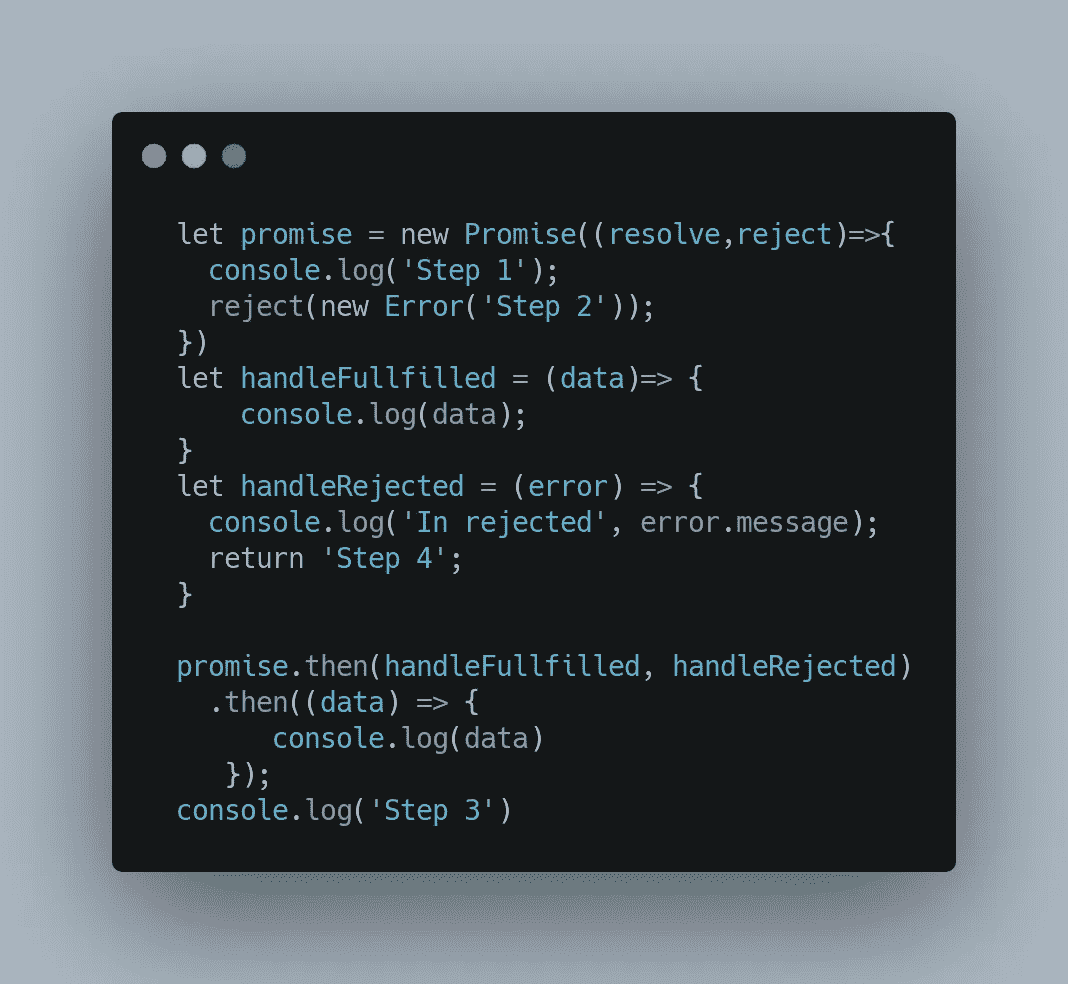 let promise = new Promise((resolve,reject)=>{
  console.log('Step 1');
  reject(new Error('Step 2'));
})
let handleFullfilled = (data)=> {
    console.log(data);
}
let handleRejected = (error) => {
  console.log('In rejected', error.message);
  return 'Step 4';
}

promise.then(handleFullfilled, handleRejected)
  .then((data) => {
      console.log(data)
   });
console.log('Step 3')